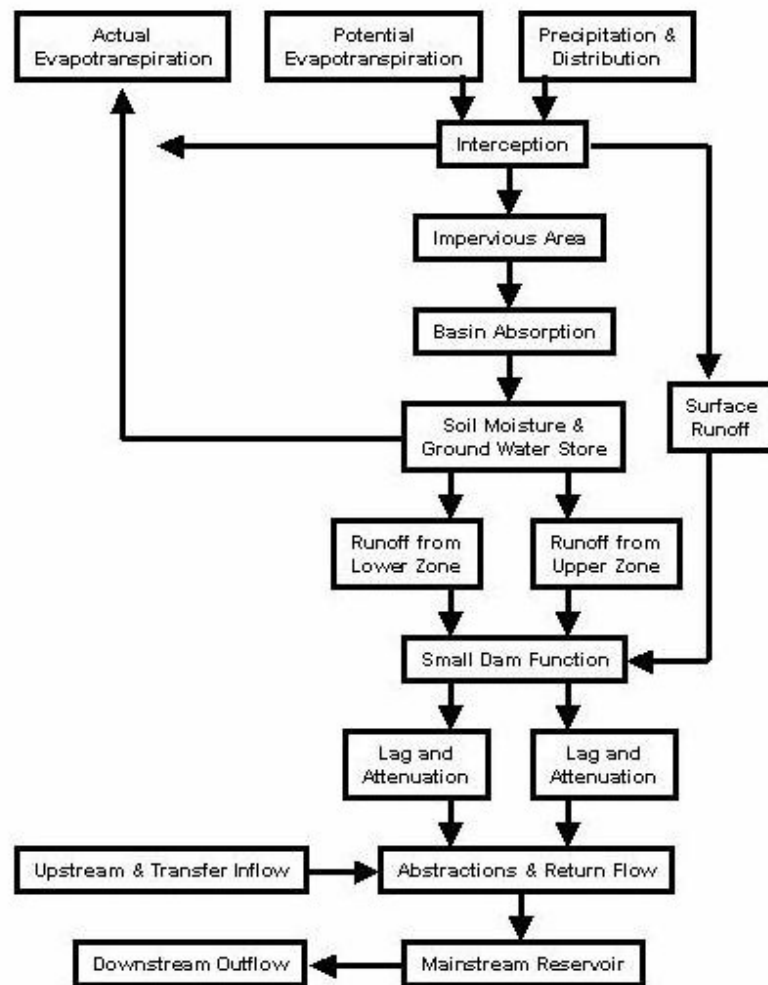 Actual
Evapotranspiration
Potential
Evapotranspiration
Precipitation &
Distribution
Interception
Impervious Area
Basin Absorption
Soil Moisture &
Ground Water Store
Surface
Runoff
Runoff from
Lower Zone
Runoff from
Upper Zone
Small Dam Function
Lag and
Attenuation
Lag and
Attenuation
Upstream & Transfer Inflow
Abstractions & Return Flow
Downstream Outflow
Mainstream Reservoir